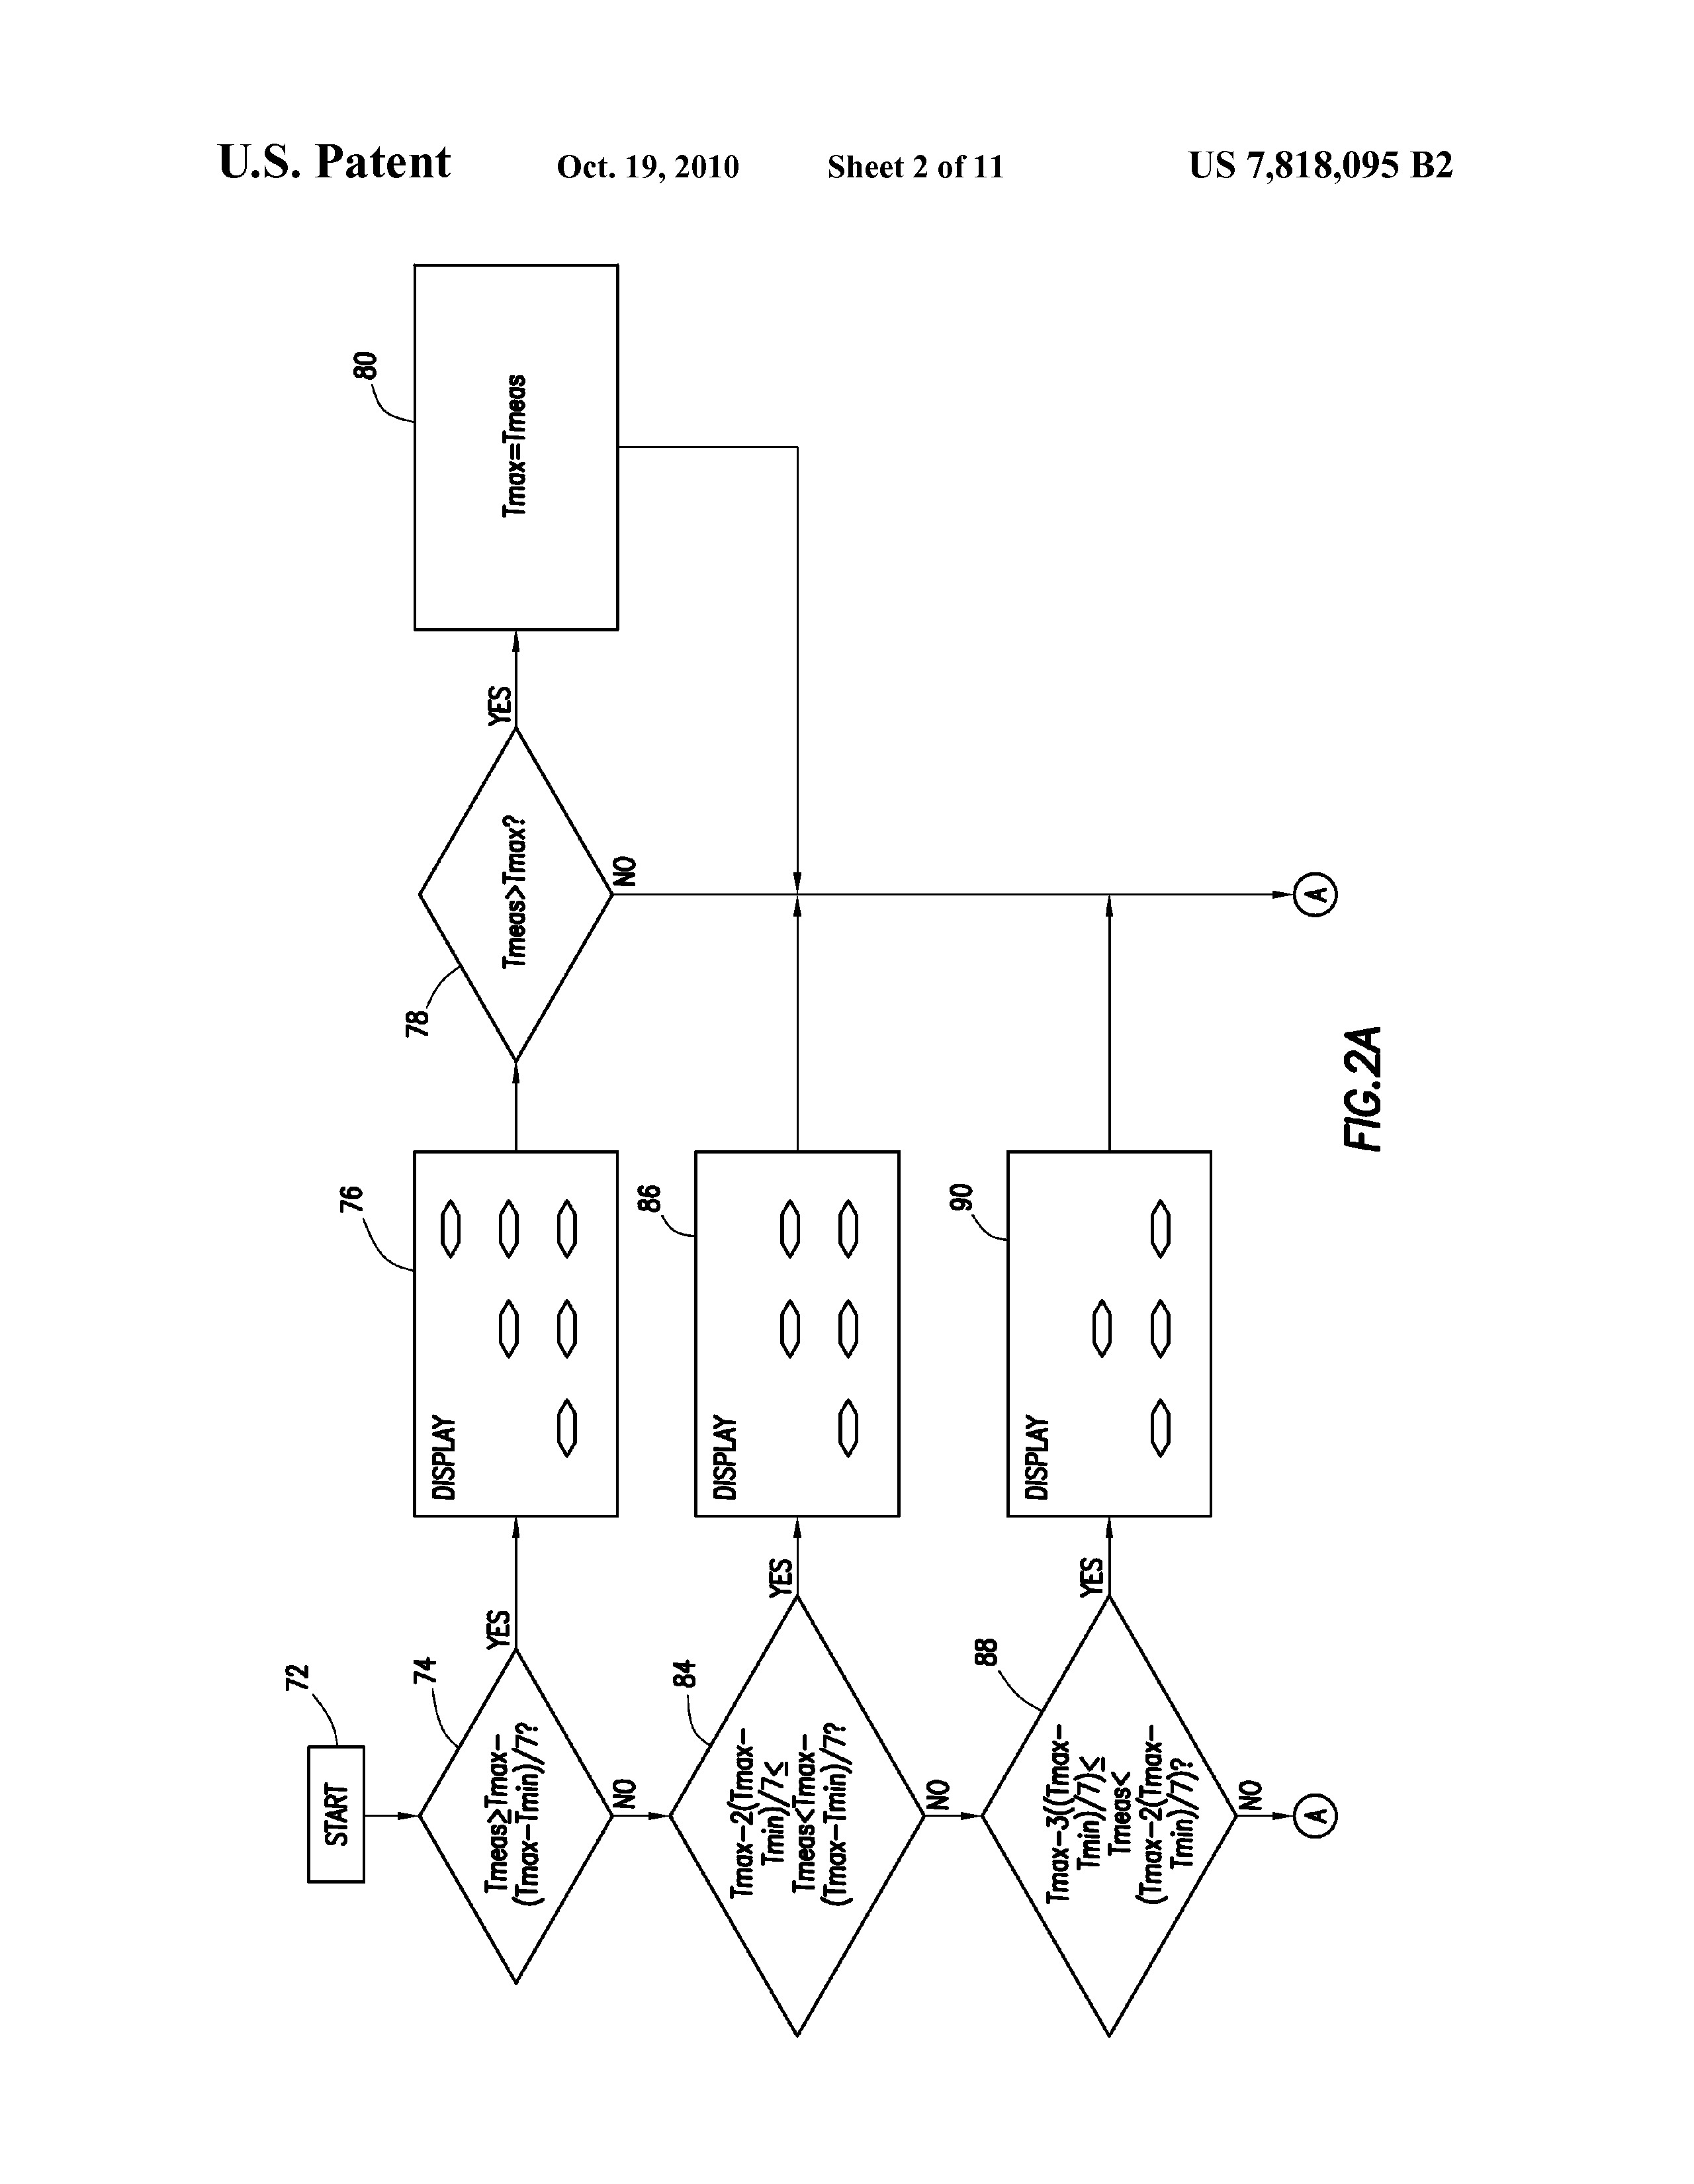 U.S. Patent Oct. 19, 2010 Sheet 2 of 11 US 7,818,095 B2
72
START
74
Tmeas≥Tmax–
(Tmax–Tmin)/7?
YES
NO
76
DISPLAY
78
Tmeas>Tmax?
YES
NO
80
Tmax=Tmeas
84
Tmax–2(Tmax–
Tmin)/7≤
Tmeas<Tmax–
(Tmax–Tmin)/7?
YES
NO
86
DISPLAY
88
Tmax–3((Tmax–
Tmin)/7)≤
Tmeas<
(Tmax–2(Tmax–
Tmin)/7)?
YES
NO
90
DISPLAY
A
A
FIG.2A